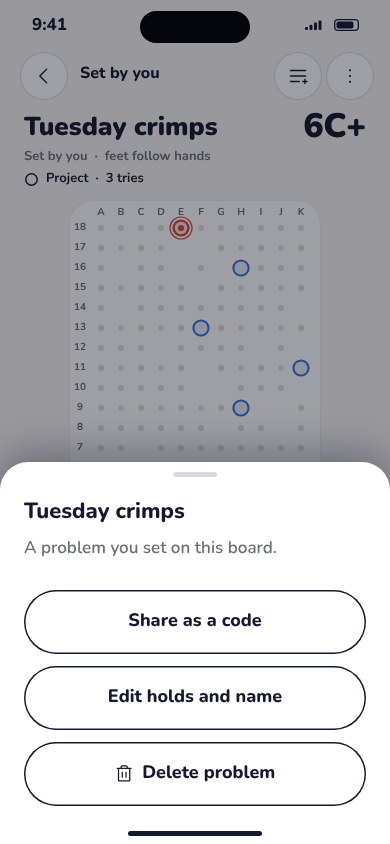 9:41
Set by you
Tuesday crimps
6C+
Set by you · feet follow hands
Project · 3 tries
A B C D E F G H I J K
18
17
16
15
14
13
12
11
10
9
8
7
Tuesday crimps
A problem you set on this board.
Share as a code
Edit holds and name
Delete problem